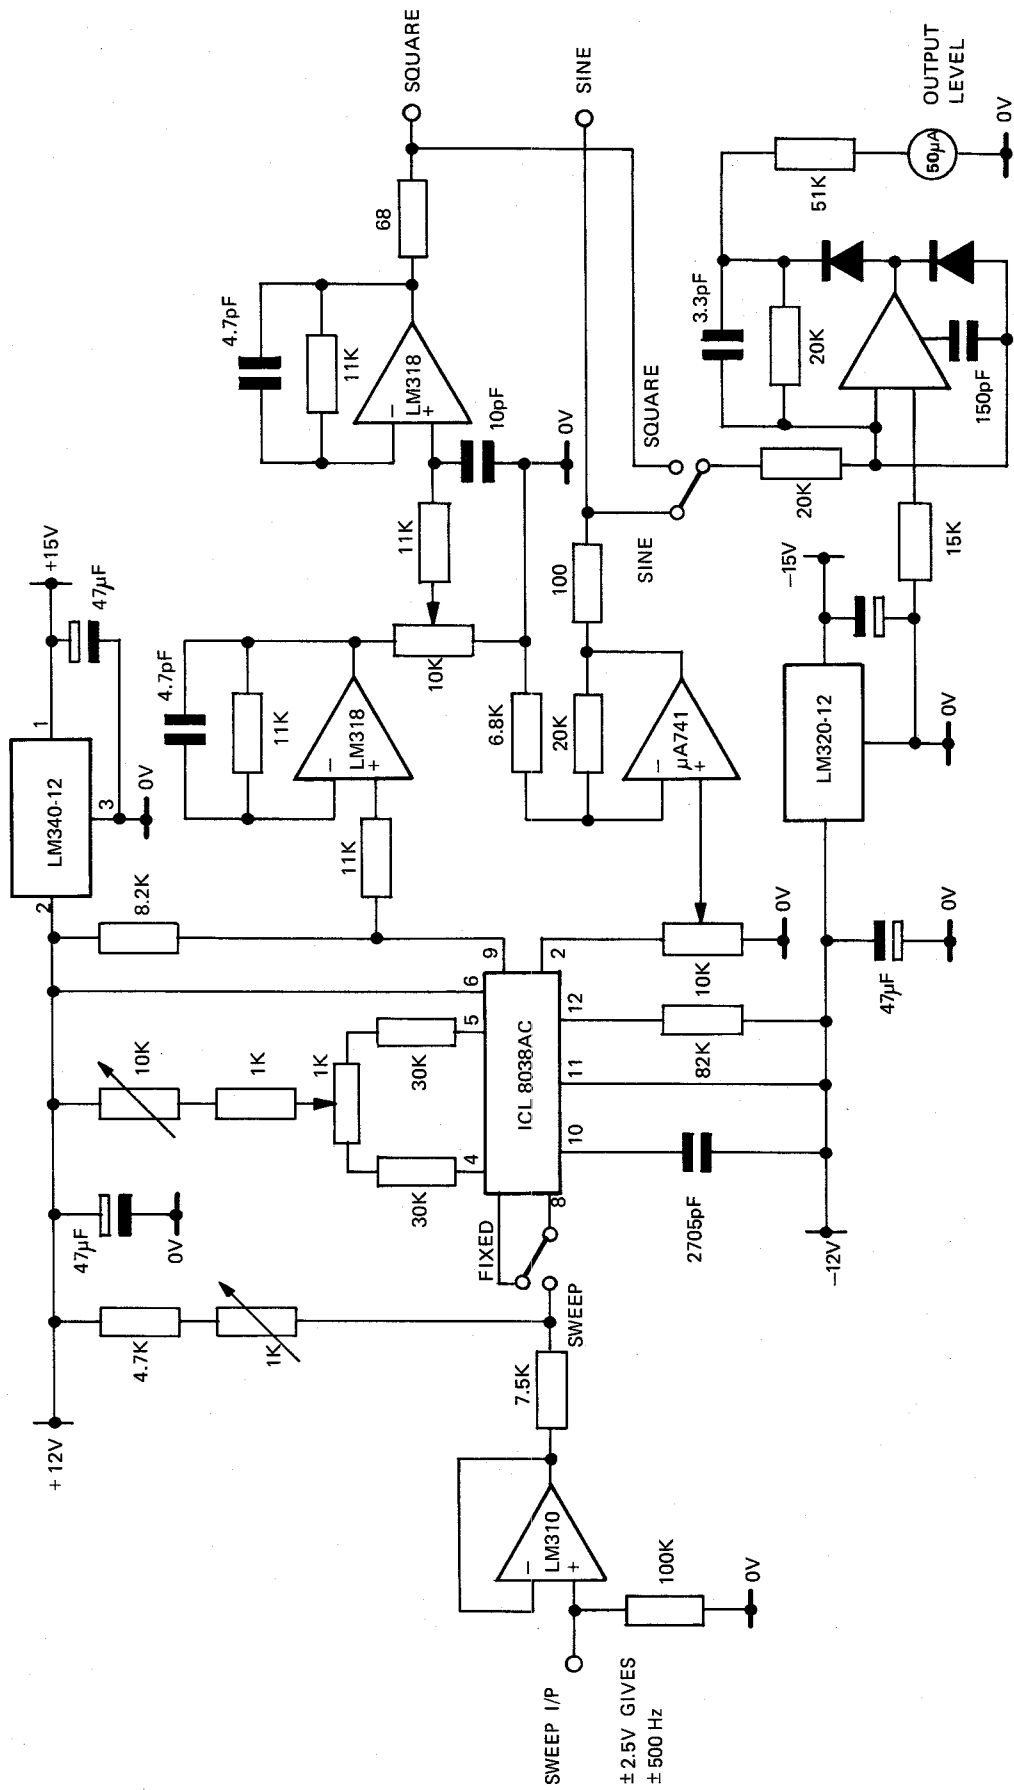 +12V
4.7K
1K
47µF
0V
10K
1K
1K
30K
30K
8.2K
2
LM340-12
1
3
0V
+15V
47µF
4.7pF
11K
LM318
−
+
11K
10K
11K
4.7pF
11K
LM318
−
+
10pF
0V
68
SQUARE
SWEEP I/P
±2.5V GIVES
±500 Hz
100K
0V
LM310
−
+
7.5K
SWEEP
FIXED
8
4
5
6
9
ICL 8038AC
10
11
12
2
2705pF
82K
10K
0V
−12V
47µF
0V
6.8K
20K
µA741
−
+
100
SINE
SINE
SQUARE
LM320-12
−15V
0V
15K
20K
3.3pF
20K
150pF
51K
50µA
OUTPUT
LEVEL
0V